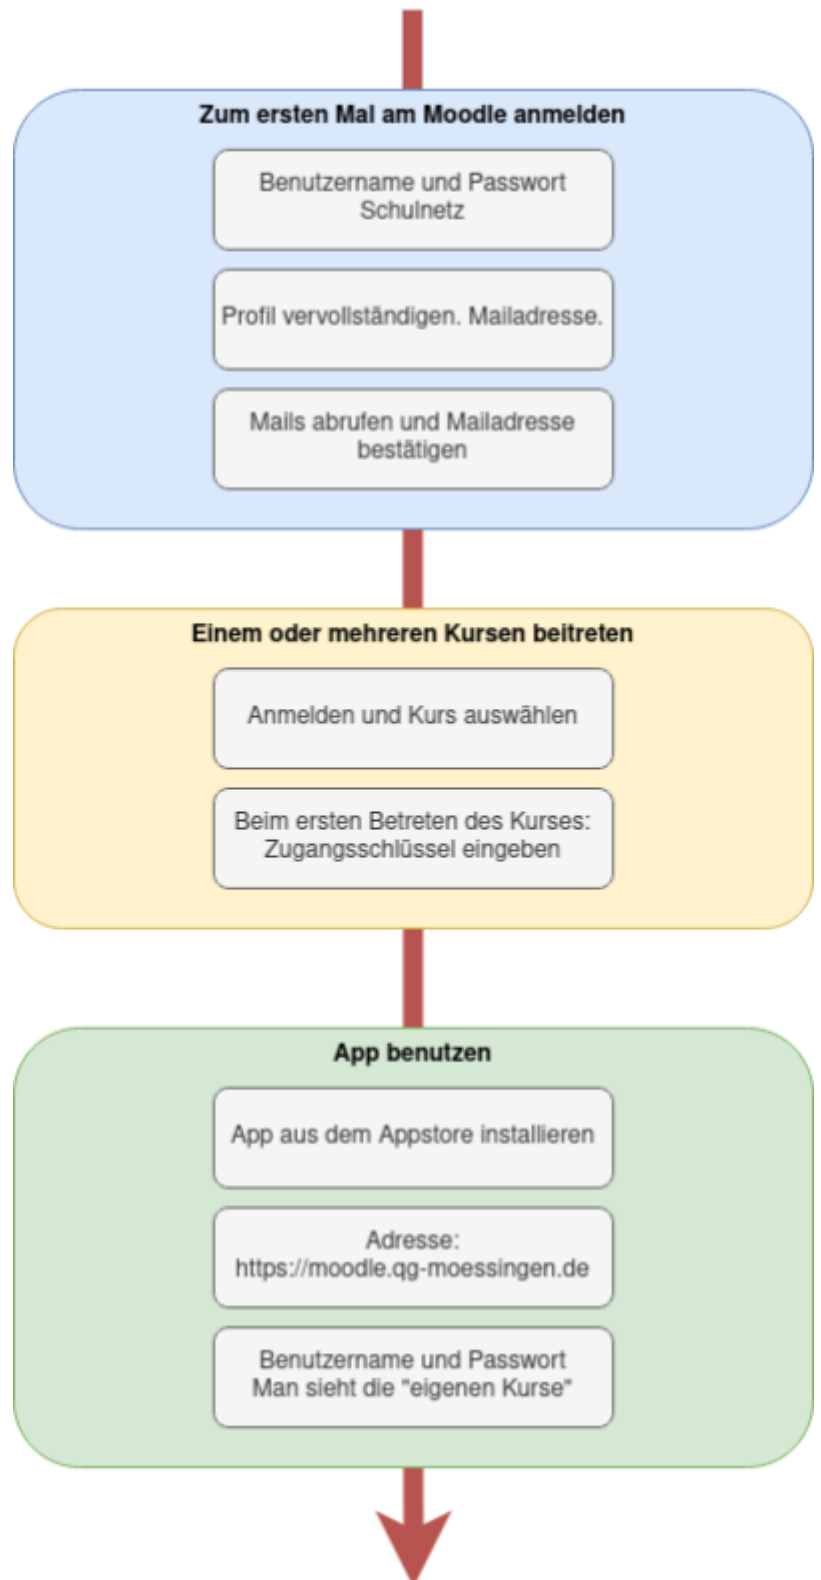 Zum ersten Mal am Moodle anmelden
Benutzername und Passwort
Schulnetz
Profil vervollständigen. Mailadresse.
Mails abrufen und Mailadresse
bestätigen
Einem oder mehreren Kursen beitreten
Anmelden und Kurs auswählen
Beim ersten Betreten des Kurses:
Zugangsschlüssel eingeben
App benutzen
App aus dem Appstore installieren
Adresse:
https://moodle.qg-moessingen.de
Benutzername und Passwort
Man sieht die "eigenen Kurse"